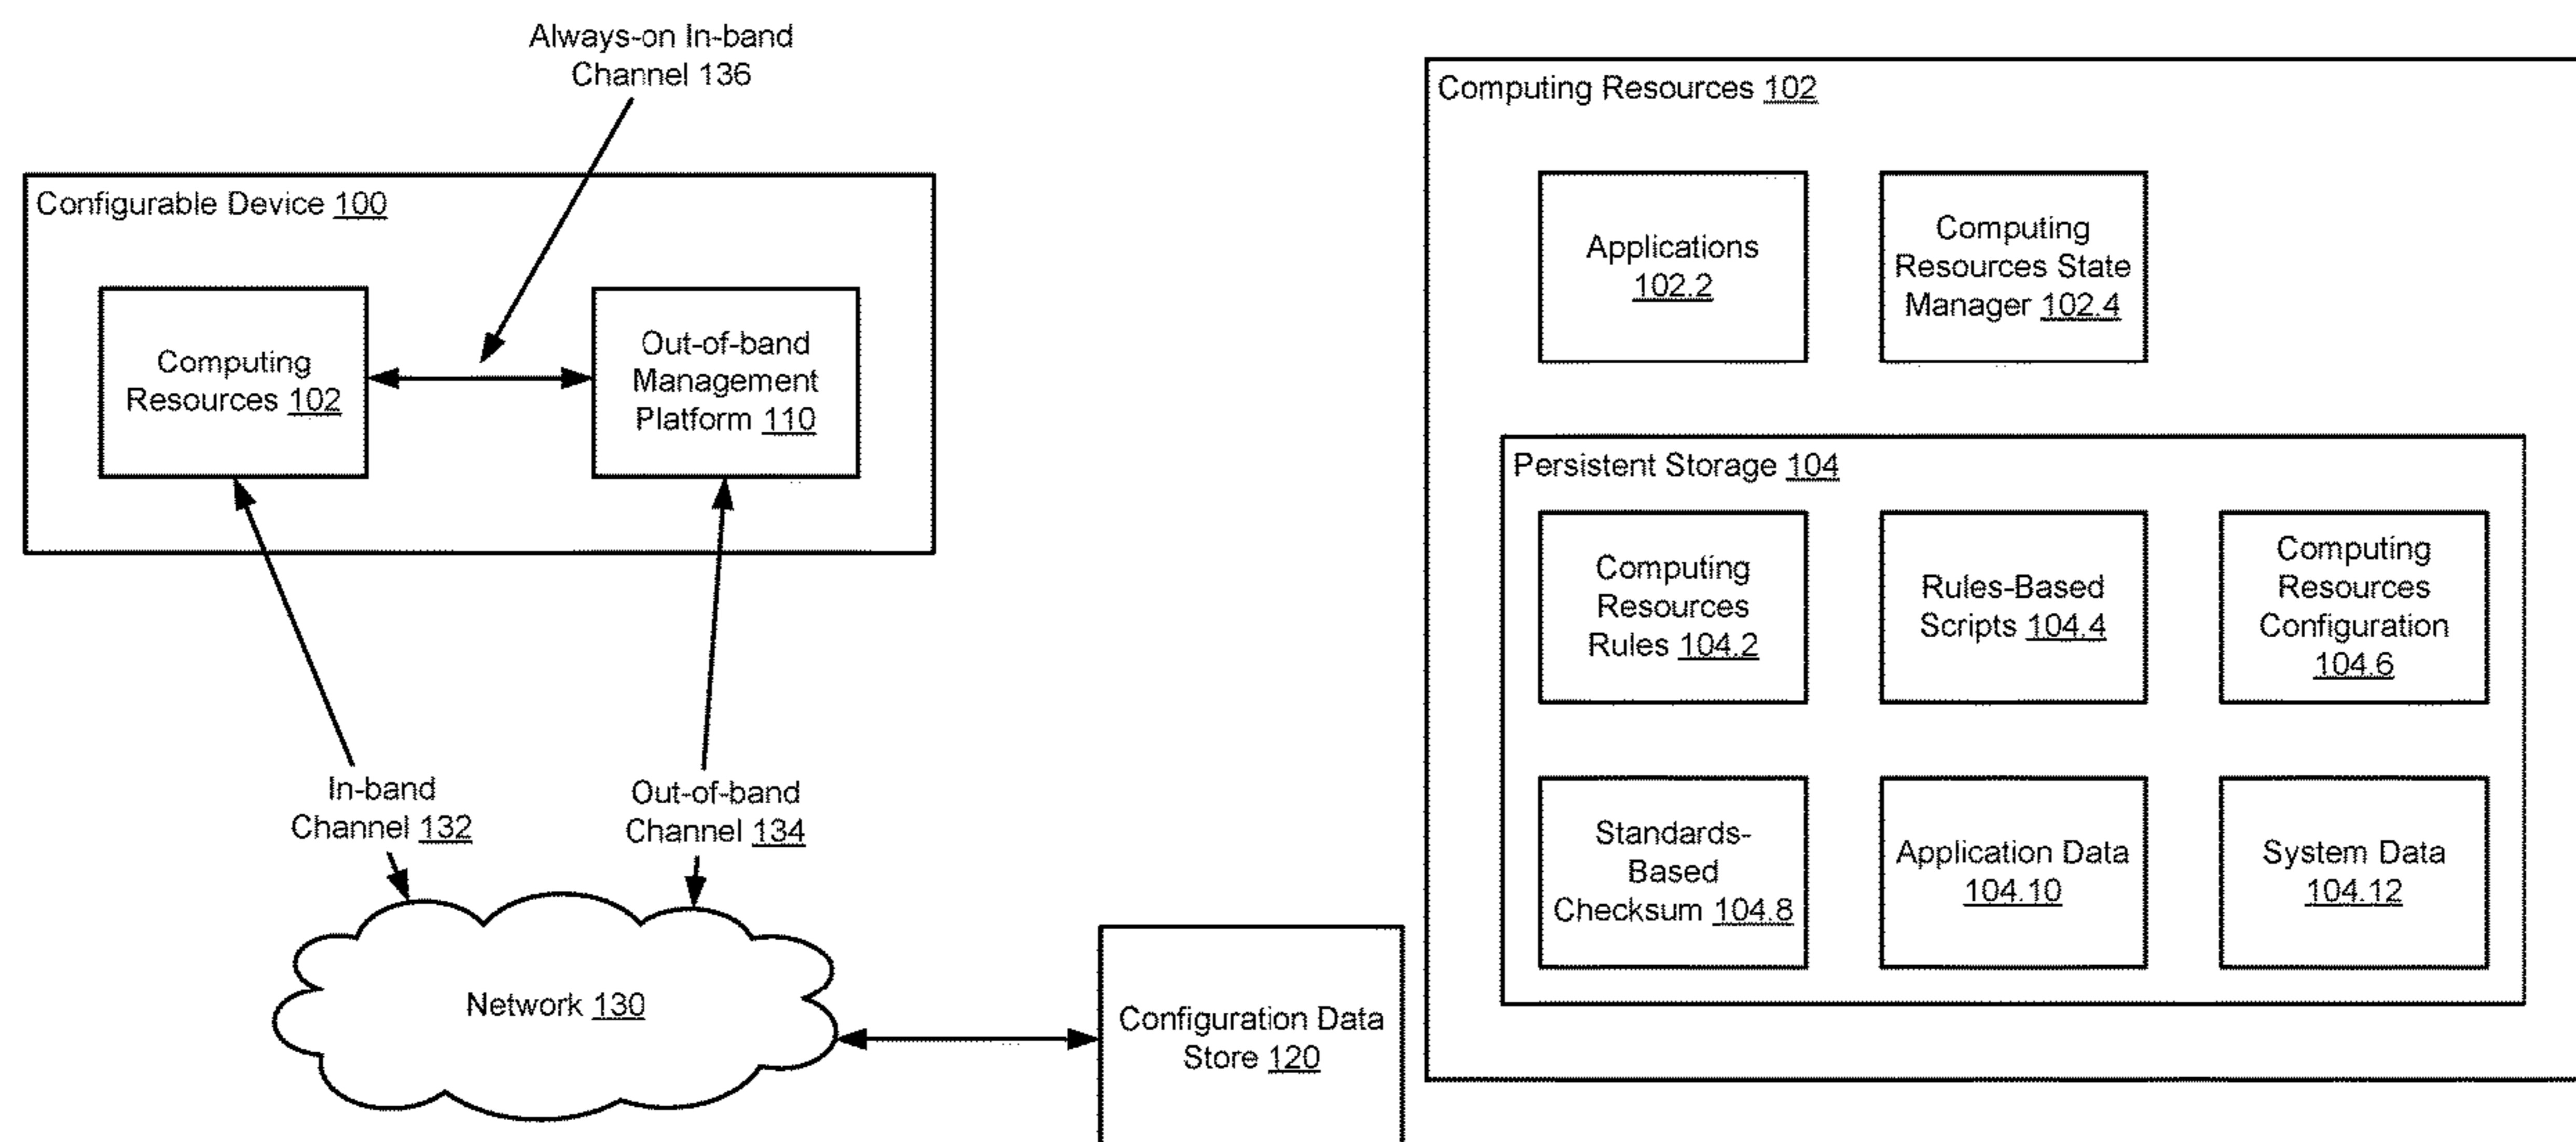 Always-on In-band
Channel 136
Configurable Device 100
Computing
Resources 102
Out-of-band
Management
Platform 110
In-band
Channel 132
Out-of-band
Channel 134
Network 130
Configuration Data
Store 120
Computing Resources 102
Applications
102.2
Computing
Resources State
Manager 102.4
Persistent Storage 104
Computing
Resources
Rules 104.2
Rules-Based
Scripts 104.4
Computing
Resources
Configuration
104.6
Standards-
Based
Checksum 104.8
Application Data
104.10
System Data
104.12